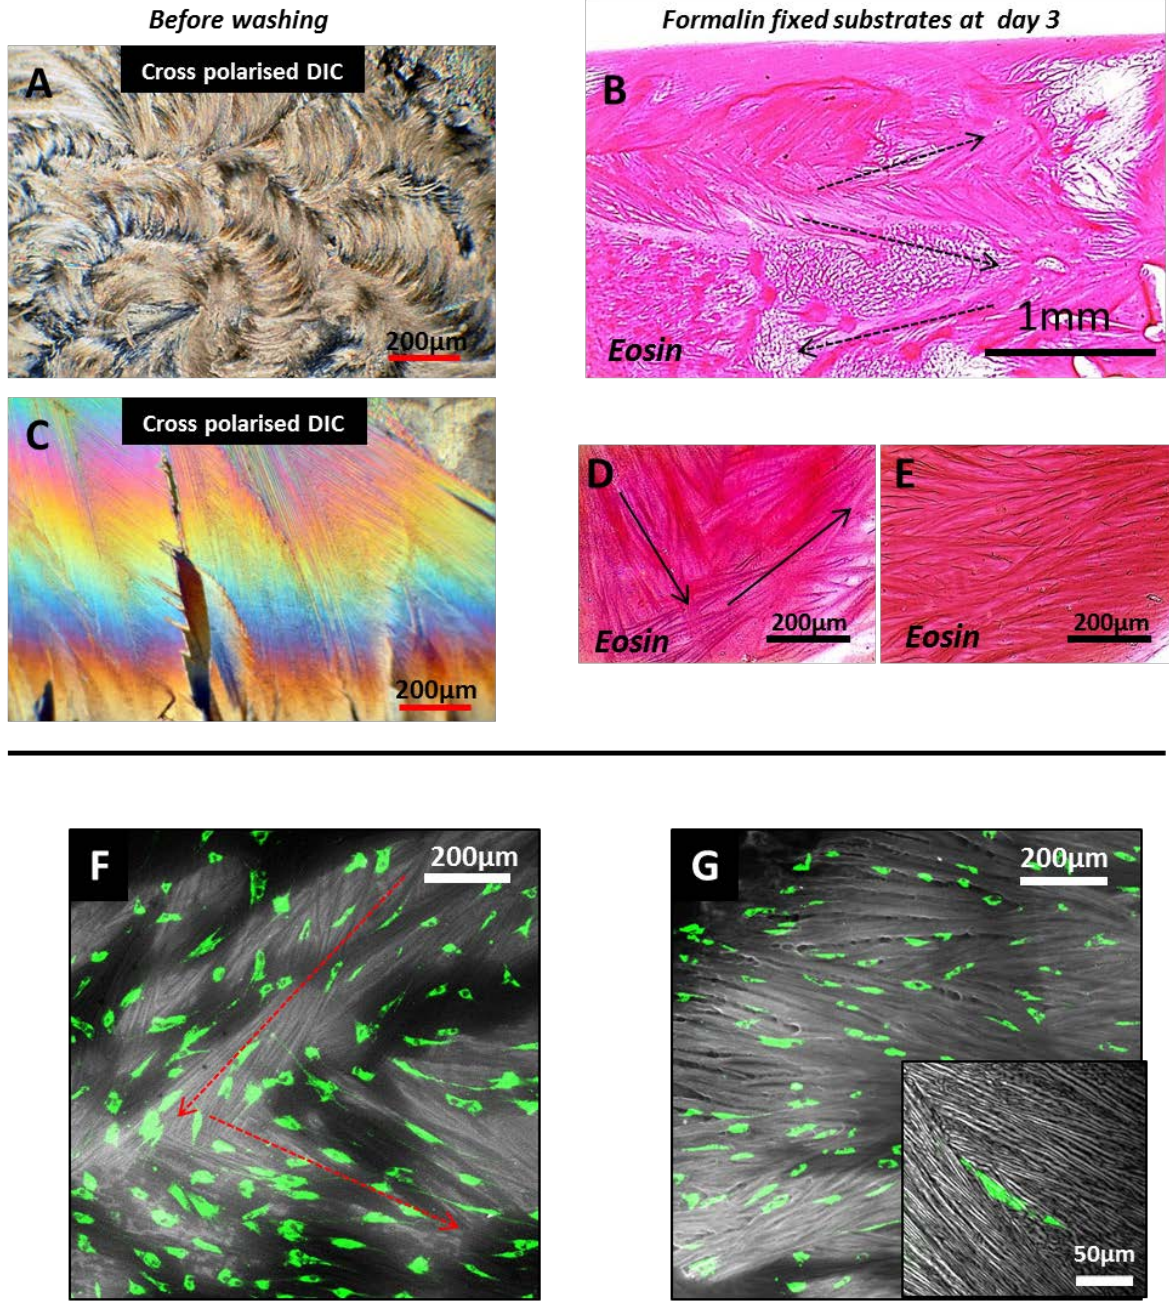 Before washing
Formalin fixed substrates at day 3
A
Cross polarised DIC
200µm
B
1mm
Eosin
C
Cross polarised DIC
200µm
D
200µm
Eosin
E
200µm
Eosin
F
200µm
G
200µm
50µm